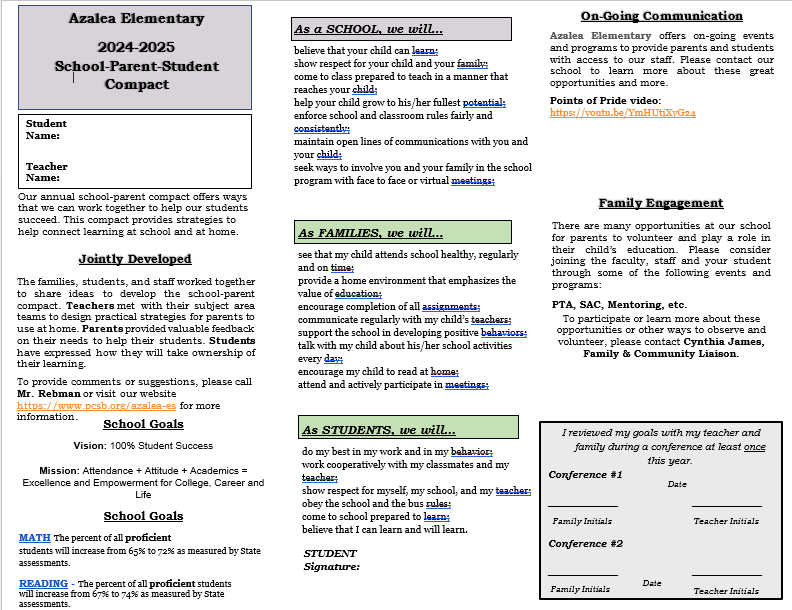 Azalea Elementary
2024-2025
School-Parent-Student
Compact
Student
Name:
Teacher
Name:
Our annual school-parent compact offers ways
that we can work together to help our students
succeed. This compact provides strategies to
help connect learning at school and at home.
Jointly Developed
The families, students, and staff worked together
to share ideas to develop the school-parent
compact. Teachers met with their subject area
teams to design practical strategies for parents to
use at home. Parents provided valuable feedback
on their needs to help their students. Students
have expressed how they will take ownership of
their learning.
To provide comments or suggestions, please call
Mr. Rebman or visit our website
https://www.pcsb.org/azalea-es for more
information.
School Goals
Vision: 100% Student Success
Mission: Attendance + Attitude + Academics =
Excellence and Empowerment for College, Career and
Life
School Goals
MATH The percent of all proficient
students will increase from 65% to 72% as measured by State
assessments.
READING - The percent of all proficient students
will increase from 67% to 74% as measured by State
assessments.
As a SCHOOL, we will...
believe that your child can learn;
show respect for your child and your family;
come to class prepared to teach in a manner that
reaches your child;
help your child grow to his/her fullest potential;
enforce school and classroom rules fairly and
consistently;
maintain open lines of communications with you and
your child;
seek ways to involve you and your family in the school
program with face to face or virtual meetings;
As FAMILIES, we will...
see that my child attends school healthy, regularly
and on time;
provide a home environment that emphasizes the
value of education;
encourage completion of all assignments;
communicate regularly with my child's teachers;
support the school in developing positive behaviors;
talk with my child about his/her school activities
every day;
encourage my child to read at home;
attend and actively participate in meetings;
As STUDENTS, we will...
do my best in my work and in my behavior;
work cooperatively with my classmates and my
teacher;
show respect for myself, my school, and my teacher;
obey the school and the bus rules;
come to school prepared to learn;
believe that I can learn and will learn.
STUDENT
Signature:
On-Going Communication
Azalea Elementary offers on-going events
and programs to provide parents and students
with access to our staff. Please contact our
school to learn more about these great
opportunities and more.
Points of Pride video:
https://youtu.be/YmHUtjXyG24
Family Engagement
There are many opportunities at our school
for parents to volunteer and play a role in
their child's education. Please consider
joining the faculty, staff and your student
through some of the following events and
programs:
PTA, SAC, Mentoring, etc.
To participate or learn more about these
opportunities or other ways to observe and
volunteer, please contact Cynthia James,
Family & Community Liaison.
I reviewed my goals with my teacher and
family during a conference at least once
this year.
Conference #1
Date
Family Initials Teacher Initials
Conference #2
Date
Family Initials Teacher Initials